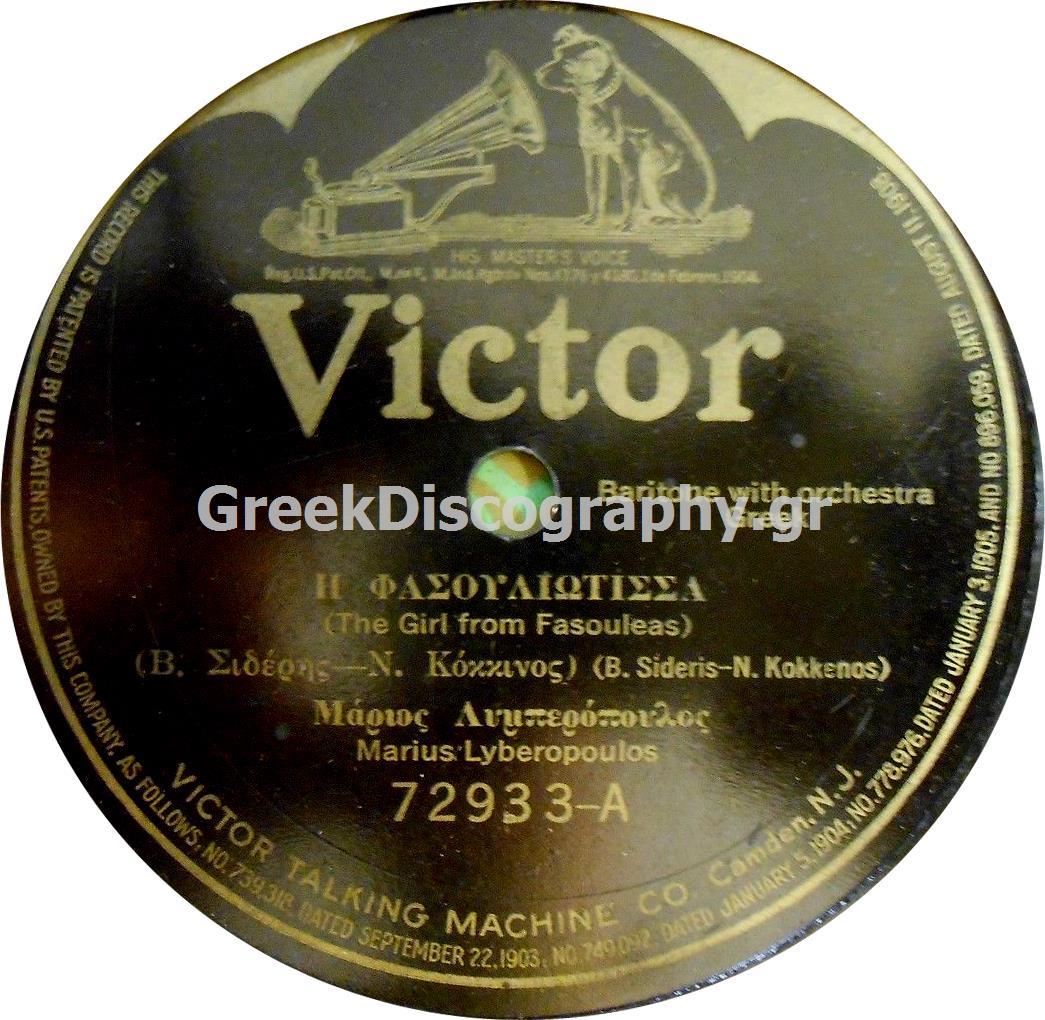 HIS MASTER'S VOICE
Victor
Baritone with orchestra
Greek
GreekDiscography.gr
Η ΦΑΣΟΥΛΙΩΤΙΣΣΑ
(The Girl from Fasouleas)
(Β. Σιδέρης—Ν. Κόκκινος) (B. Sideris–N. Kokkenos)
Μάριος Λυμπερόπουλος
Marius Lyberopoulos
72933-A
VICTOR TALKING MACHINE CO. Camden, N.J.
THIS RECORD IS PATENTED BY U.S. PATENTS, OWNED BY THIS COMPANY, AS FOLLOWS, NO. 739,318, DATED SEPTEMBER 22, 1903, NO. 749,092, DATED JANUARY 5, 1904, NO. 778,976, DATED JANUARY 3, 1905, AND NO 896,059, DATED AUGUST 11, 1908